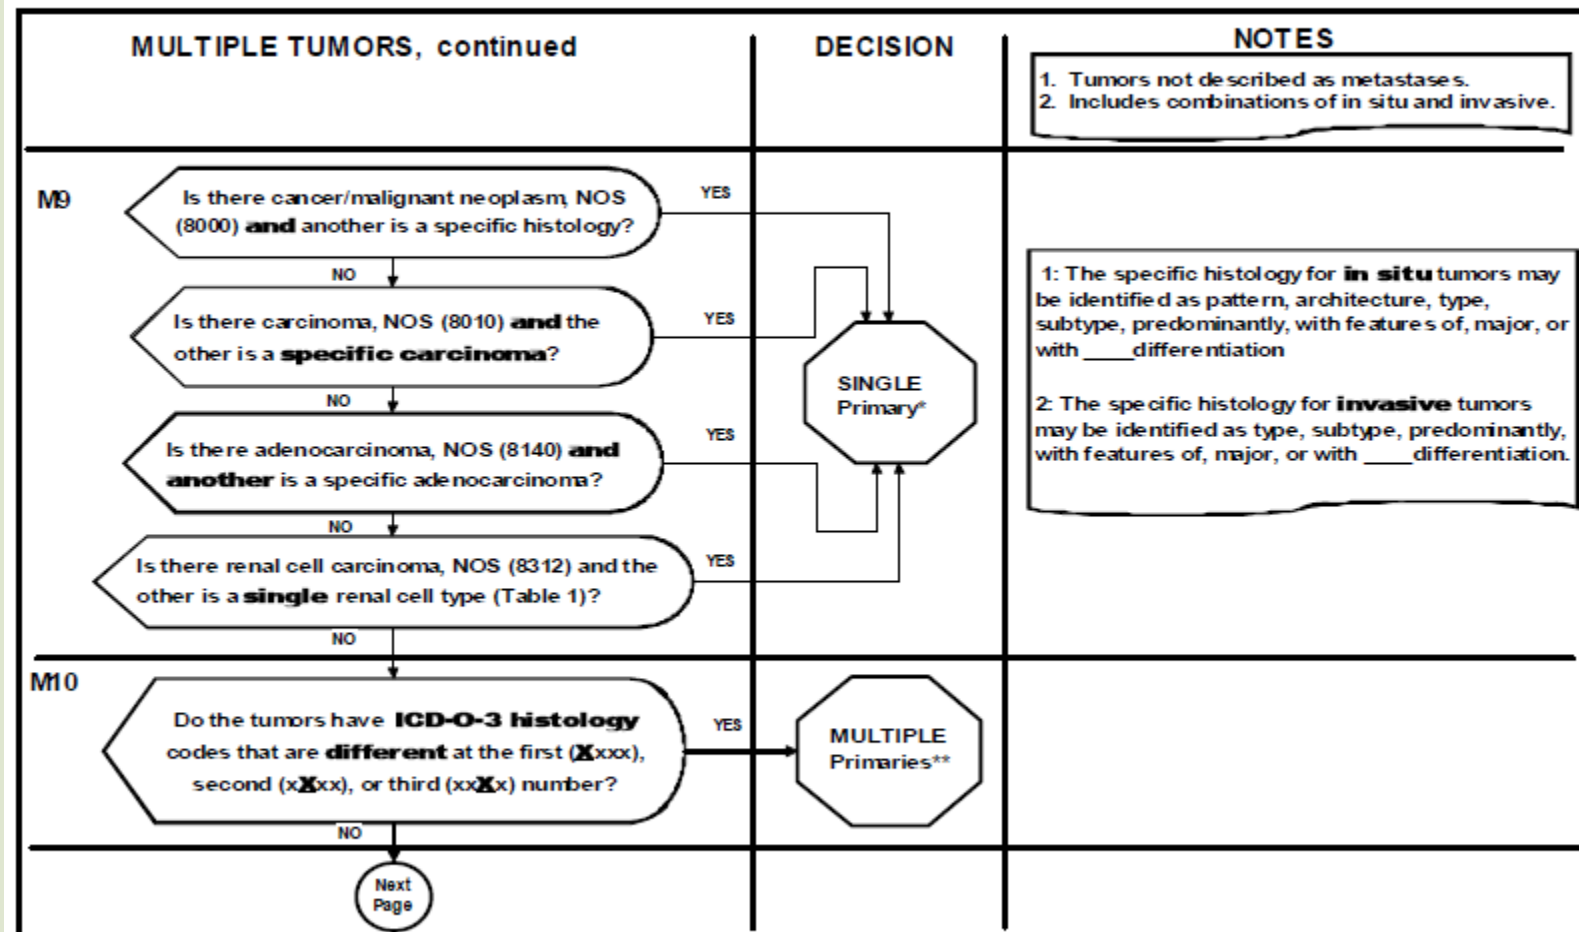 MULTIPLE TUMORS, continued
DECISION
NOTES
1. Tumors not described as metastases.
2. Includes combinations of in situ and invasive.
M9
Is there cancer/malignant neoplasm, NOS
(8000) and another is a specific histology?
YES
NO
Is there carcinoma, NOS (8010) and the
other is a specific carcinoma?
YES
NO
Is there adenocarcinoma, NOS (8140) and
another is a specific adenocarcinoma?
YES
NO
Is there renal cell carcinoma, NOS (8312) and the
other is a single renal cell type (Table 1)?
YES
NO
SINGLE
Primary*
1: The specific histology for in situ tumors may
be identified as pattern, architecture, type,
subtype, predominantly, with features of, major, or
with ____differentiation
2: The specific histology for invasive tumors
may be identified as type, subtype, predominantly,
with features of, major, or with ____differentiation.
M10
Do the tumors have ICD-O-3 histology
codes that are different at the first (Xxxx),
second (xXxx), or third (xxXx) number?
YES
MULTIPLE
Primaries**
NO
Next
Page